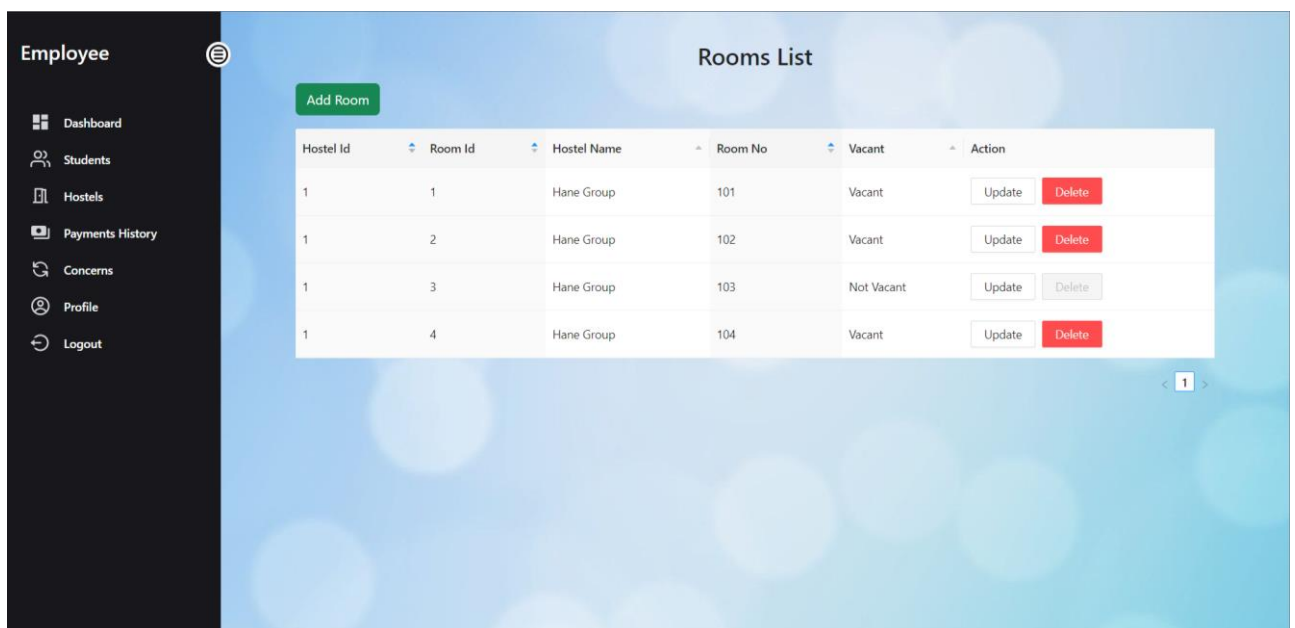 Employee
Dashboard
Students
Hostels
Payments History
Concerns
Profile
Logout
Rooms List
Add Room
Hostel Id Room Id Hostel Name Room No Vacant Action
1 1 Hane Group 101 Vacant Update Delete
1 2 Hane Group 102 Vacant Update Delete
1 3 Hane Group 103 Not Vacant Update Delete
1 4 Hane Group 104 Vacant Update Delete
< 1 >